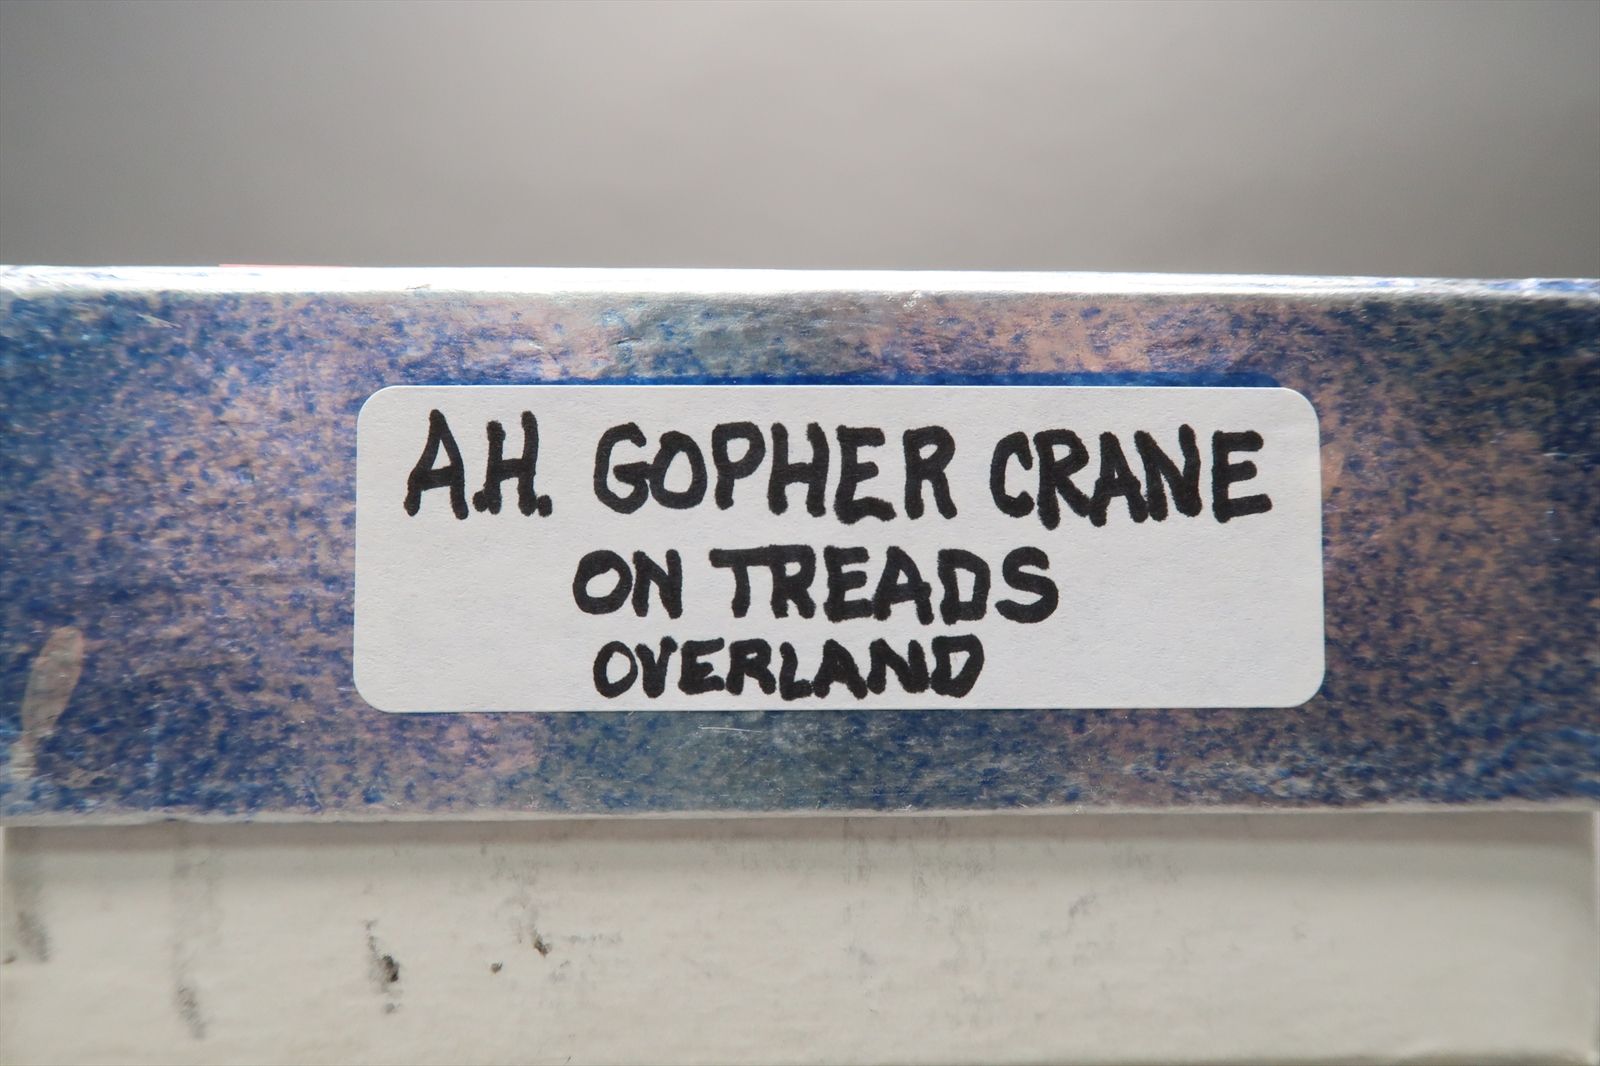 A.H. GOPHER CRANE
ON TREADS
OVERLAND